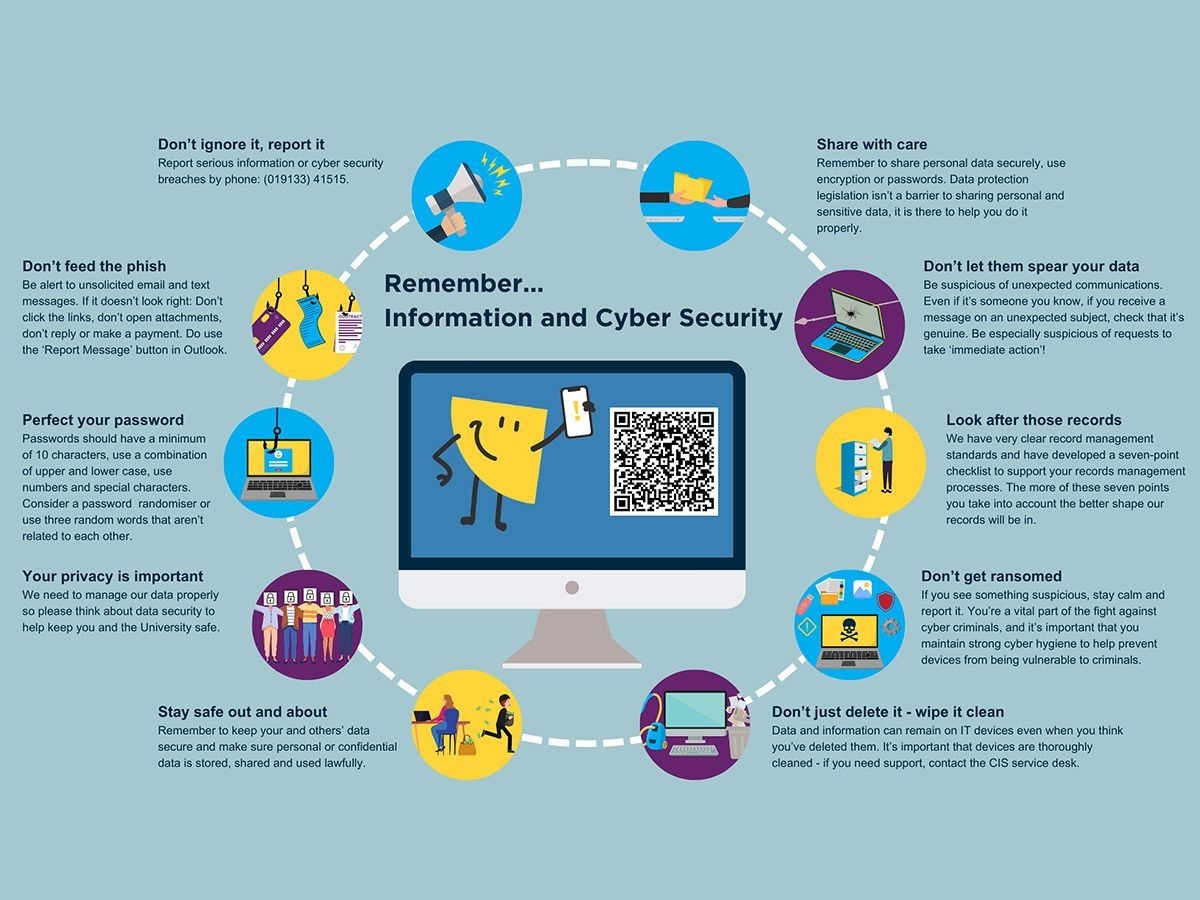 Don't ignore it, report it
Report serious information or cyber security
breaches by phone: (019133) 41515.
Share with care
Remember to share personal data securely, use
encryption or passwords. Data protection
legislation isn't a barrier to sharing personal and
sensitive data, it is there to help you do it
properly.
Don't feed the phish
Be alert to unsolicited email and text
messages. If it doesn't look right: Don't
click the links, don't open attachments,
don't reply or make a payment. Do use
the 'Report Message' button in Outlook.
CONTRACT
Remember...
Information and Cyber Security
Don't let them spear your data
Be suspicious of unexpected communications.
Even if it's someone you know, if you receive a
message on an unexpected subject, check that it's
genuine. Be especially suspicious of requests to
take 'immediate action'!
Perfect your password
Passwords should have a minimum
of 10 characters, use a combination
of upper and lower case, use
numbers and special characters.
Consider a password randomiser or
use three random words that aren't
related to each other.
Look after those records
We have very clear record management
standards and have developed a seven-point
checklist to support your records management
processes. The more of these seven points
you take into account the better shape our
records will be in.
Your privacy is important
We need to manage our data properly
so please think about data security to
help keep you and the University safe.
Don't get ransomed
If you see something suspicious, stay calm and
report it. You're a vital part of the fight against
cyber criminals, and it's important that you
maintain strong cyber hygiene to help prevent
devices from being vulnerable to criminals.
Stay safe out and about
Remember to keep your and others' data
secure and make sure personal or confidential
data is stored, shared and used lawfully.
Don't just delete it - wipe it clean
Data and information can remain on IT devices even when you think
you've deleted them. It's important that devices are thoroughly
cleaned - if you need support, contact the CIS service desk.